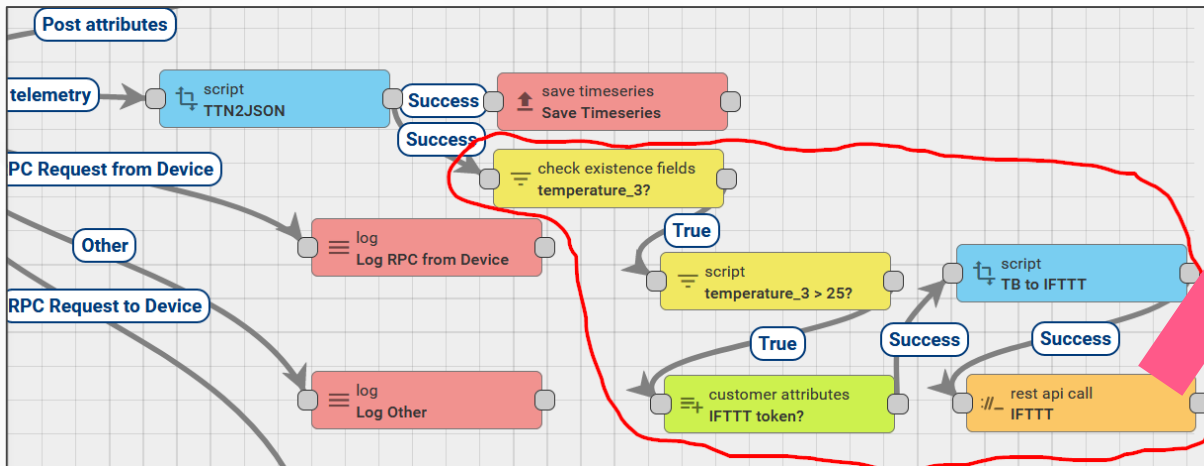 Post attributes
telemetry
script
TTN2JSON
Success
save timeseries
Save Timeseries
Success
check existence fields
temperature_3?
PC Request from Device
True
log
Log RPC from Device
Other
script
temperature_3 > 25?
script
TB to IFTTT
RPC Request to Device
True
Success
Success
log
Log Other
customer attributes
IFTTT token?
rest api call
IFTTT